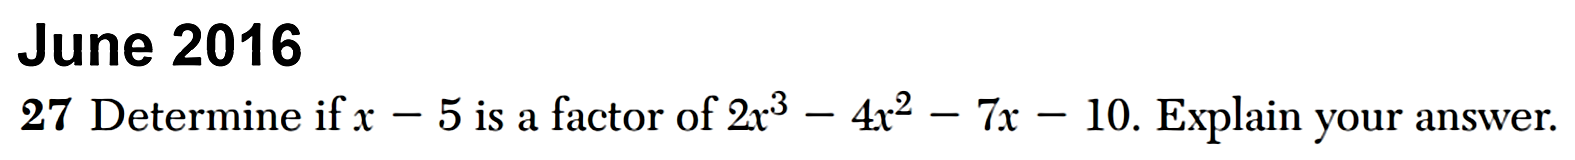 June 2016
27 Determine if x − 5 is a factor of 2x³ − 4x² − 7x − 10. Explain your answer.